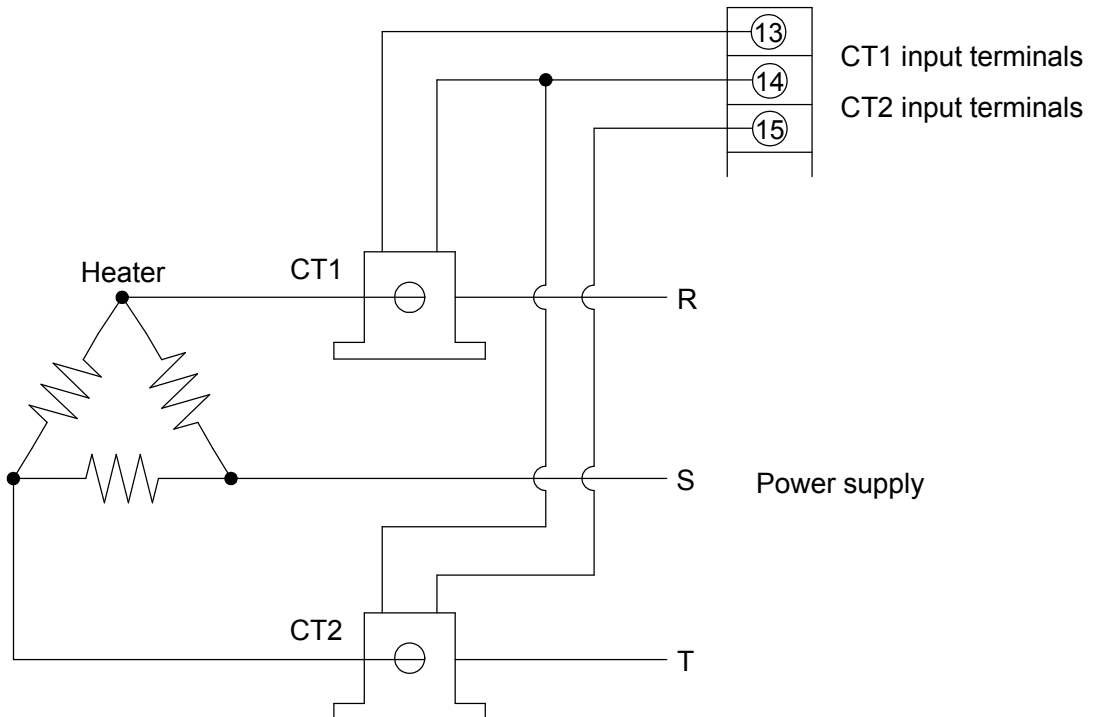 13
CT1 input terminals
14
CT2 input terminals
15
Heater
CT1
R
S
Power supply
CT2
T